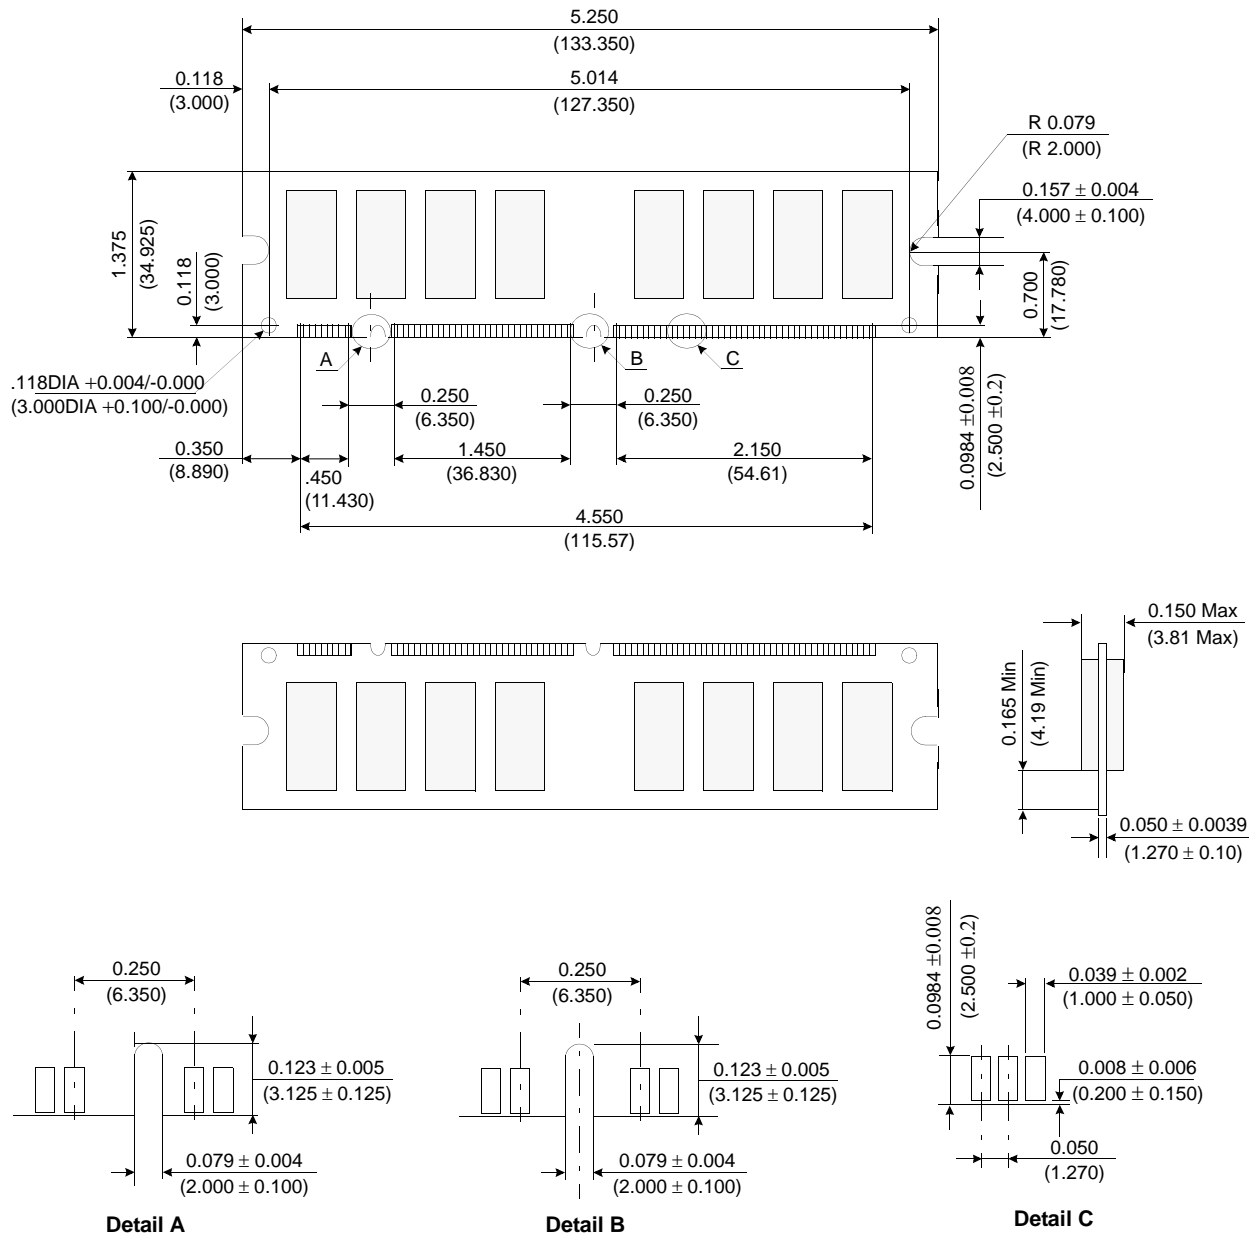 5.250
(133.350)
0.118
(3.000)
5.014
(127.350)
R 0.079
(R 2.000)
0.157 ± 0.004
(4.000 ± 0.100)
1.375
(34.925)
0.118
(3.000)
0.700
(17.780)
A
B
C
.118DIA +0.004/-0.000
(3.000DIA +0.100/-0.000)
0.250
(6.350)
0.250
(6.350)
0.0984 ±0.008
(2.500 ±0.2)
0.350
(8.890)
.450
(11.430)
1.450
(36.830)
2.150
(54.61)
4.550
(115.57)
0.150 Max
(3.81 Max)
0.165 Min
(4.19 Min)
0.050 ± 0.0039
(1.270 ± 0.10)
0.250
(6.350)
0.123 ± 0.005
(3.125 ± 0.125)
0.079 ± 0.004
(2.000 ± 0.100)
Detail A
0.250
(6.350)
0.123 ± 0.005
(3.125 ± 0.125)
0.079 ± 0.004
(2.000 ± 0.100)
Detail B
0.0984 ±0.008
(2.500 ±0.2)
0.039 ± 0.002
(1.000 ± 0.050)
0.008 ± 0.006
(0.200 ± 0.150)
0.050
(1.270)
Detail C